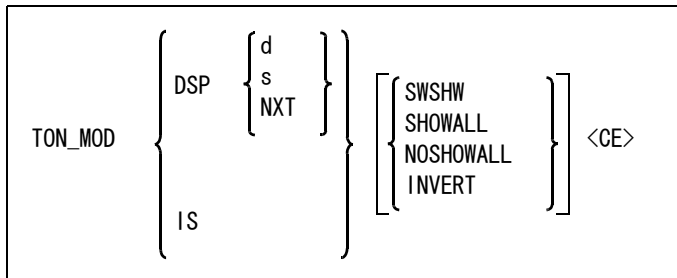 TON_MOD DSP d SWSHW <CE>
s SHOWALL
NXT NOSHOWALL
IS INVERT